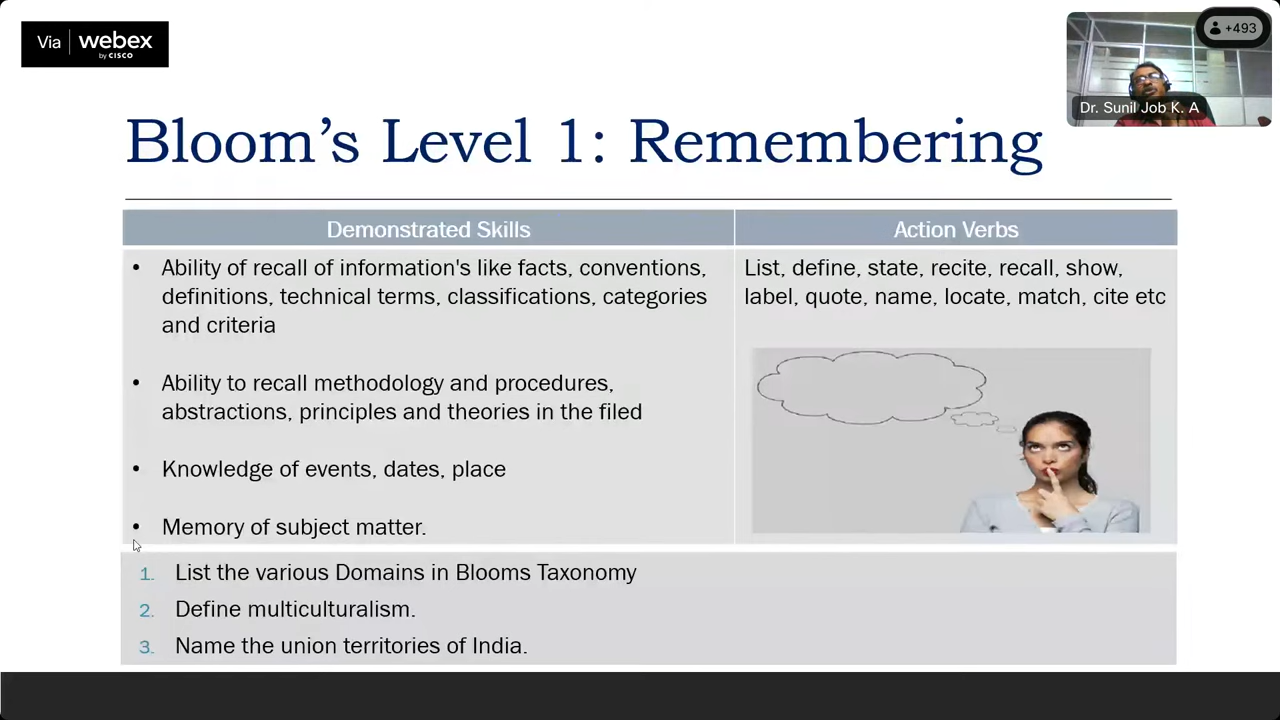 Via webex
by CISCO
+493
Dr. Sunil Job K. A
Bloom's Level 1: Remembering
Demonstrated Skills
Action Verbs
• Ability of recall of information's like facts, conventions,
definitions, technical terms, classifications, categories
and criteria
• Ability to recall methodology and procedures,
abstractions, principles and theories in the filed
• Knowledge of events, dates, place
• Memory of subject matter.
List, define, state, recite, recall, show,
label, quote, name, locate, match, cite etc
1. List the various Domains in Blooms Taxonomy
2. Define multiculturalism.
3. Name the union territories of India.